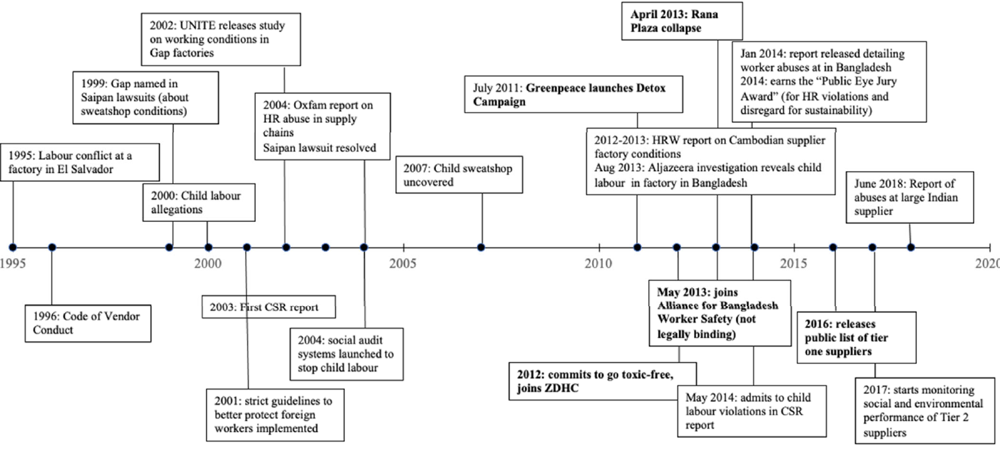 April 2013: Rana
Plaza collapse
2002: UNITE releases study
on working conditions in
Gap factories
Jan 2014: report released detailing
worker abuses at in Bangladesh
2014: earns the “Public Eye Jury
Award” (for HR violations and
disregard for sustainability)
1999: Gap named in
Saipan lawsuits (about
sweatshop conditions)
July 2011: Greenpeace launches Detox
Campaign
2004: Oxfam report on
HR abuse in supply
chains
Saipan lawsuit resolved
2012-2013: HRW report on Cambodian supplier
factory conditions
Aug 2013: Aljazeera investigation reveals child
labour in factory in Bangladesh
1995: Labour conflict at a
factory in El Salvador
2007: Child sweatshop
uncovered
June 2018: Report of
abuses at large Indian
supplier
2000: Child labour
allegations
1995
2000
2005
2010
2015
2020
May 2013: joins
Alliance for Bangladesh
Worker Safety (not
legally binding)
2003: First CSR report
1996: Code of Vendor
Conduct
2016: releases
public list of tier
one suppliers
2004: social audit
systems launched to
stop child labour
2012: commits to go toxic-free,
joins ZDHC
May 2014: admits to child
labour violations in CSR
report
2017: starts monitoring
social and environmental
performance of Tier 2
suppliers
2001: strict guidelines to
better protect foreign
workers implemented